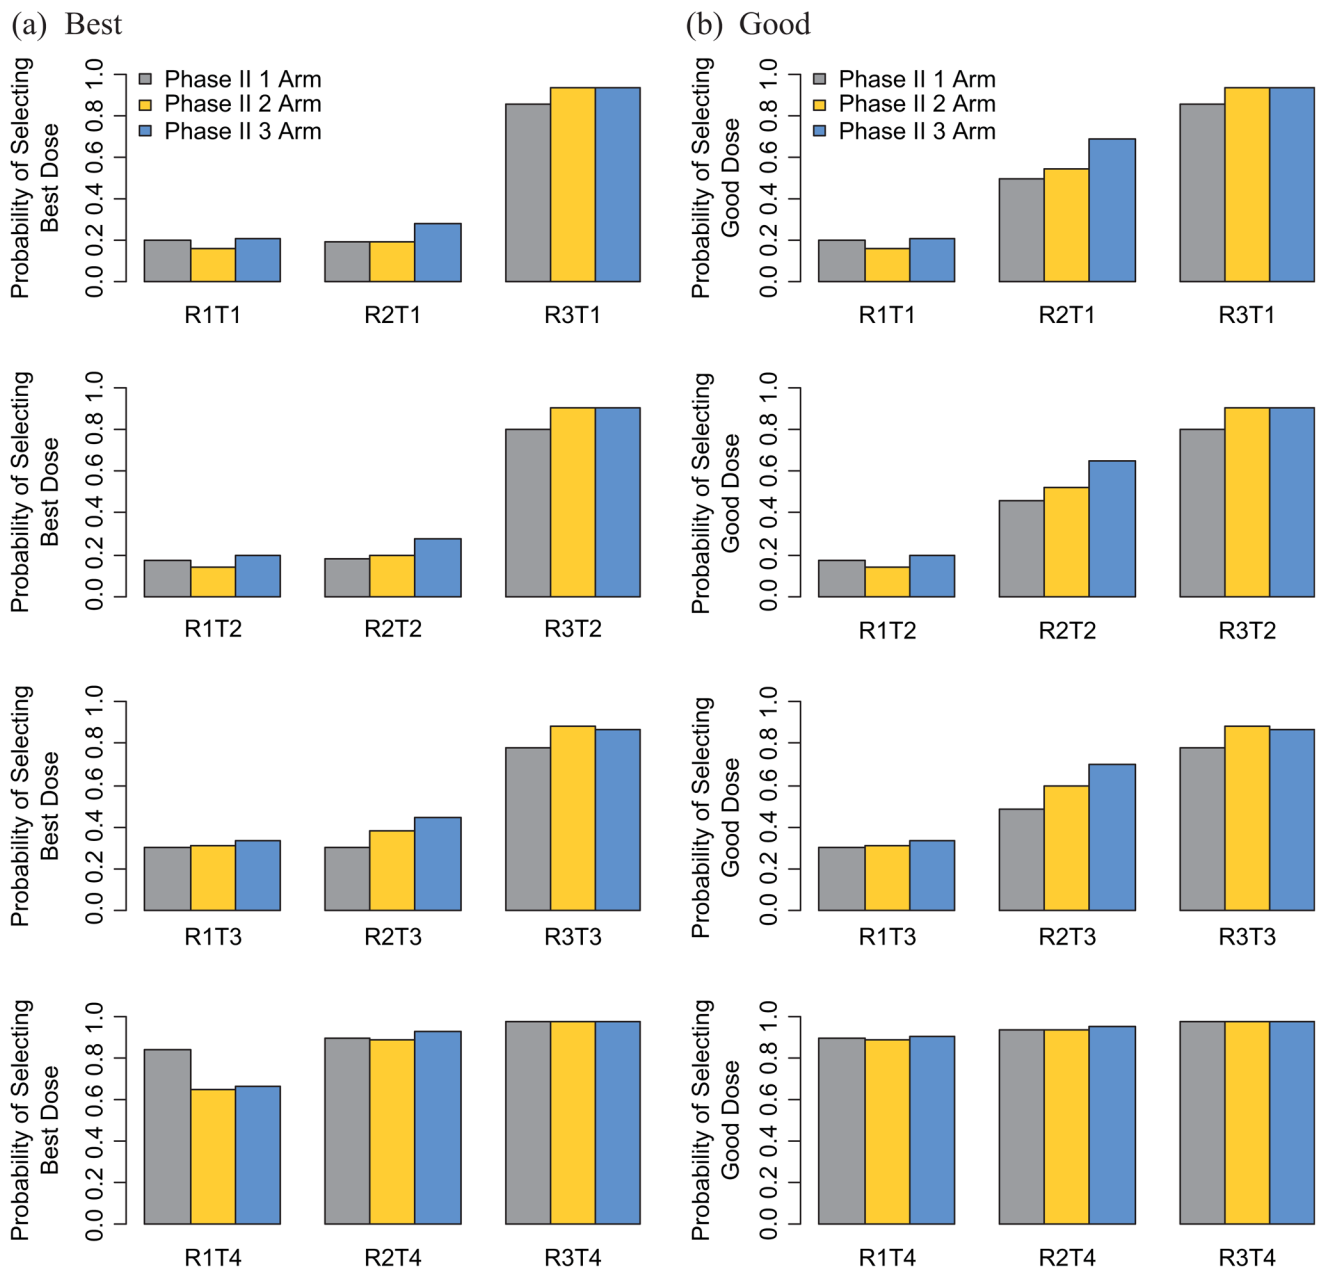 (a) Best
Probability of Selecting
Best Dose
0.0 0.2 0.4 0.6 0.8 1.0
Phase II 1 Arm
Phase II 2 Arm
Phase II 3 Arm
R1T1 R2T1 R3T1
(b) Good
Probability of Selecting
Good Dose
0.0 0.2 0.4 0.6 0.8 1.0
Phase II 1 Arm
Phase II 2 Arm
Phase II 3 Arm
R1T1 R2T1 R3T1
Probability of Selecting
Best Dose
0.0 0.2 0.4 0.6 0.8 1.0
R1T2 R2T2 R3T2
Probability of Selecting
Good Dose
0.0 0.2 0.4 0.6 0.8 1.0
R1T2 R2T2 R3T2
Probability of Selecting
Best Dose
0.0 0.2 0.4 0.6 0.8 1.0
R1T3 R2T3 R3T3
Probability of Selecting
Good Dose
0.0 0.2 0.4 0.6 0.8 1.0
R1T3 R2T3 R3T3
Probability of Selecting
Best Dose
0.0 0.2 0.4 0.6 0.8 1.0
R1T4 R2T4 R3T4
Probability of Selecting
Good Dose
0.0 0.2 0.4 0.6 0.8 1.0
R1T4 R2T4 R3T4